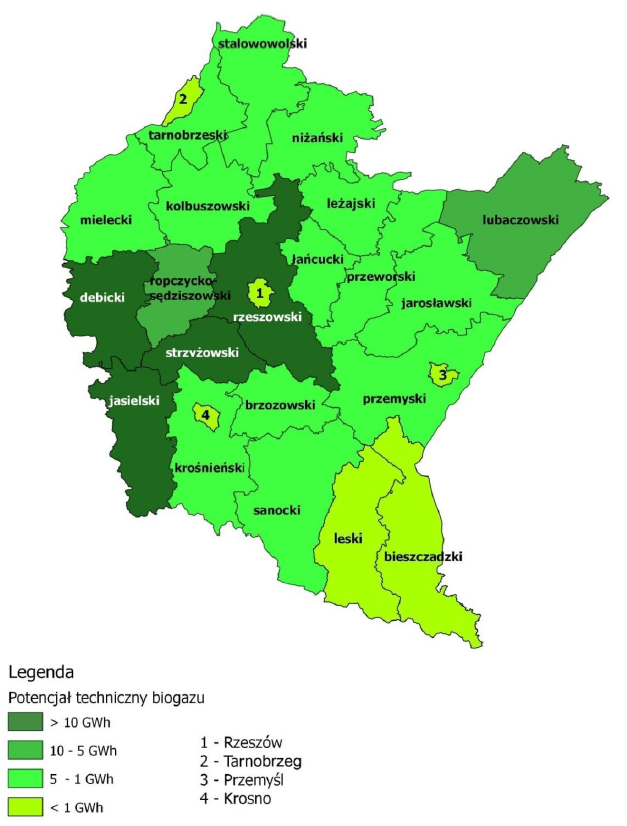 stalowowolski
2
tarnobrzeski
niżański
mielecki
kolbuszowski
leżajski
lubaczowski
łańcucki
debicki
ropczycko-
sędziszowski
1
rzeszowski
przeworski
jarosławski
strzyżowski
jasielski
4
brzozowski
3
przemyski
krośnieński
sanocki
leski
bieszczadzki
Legenda
Potencjał techniczny biogazu
> 10 GWh
10 - 5 GWh
5 - 1 GWh
< 1 GWh
1 - Rzeszów
2 - Tarnobrzeg
3 - Przemyśl
4 - Krosno